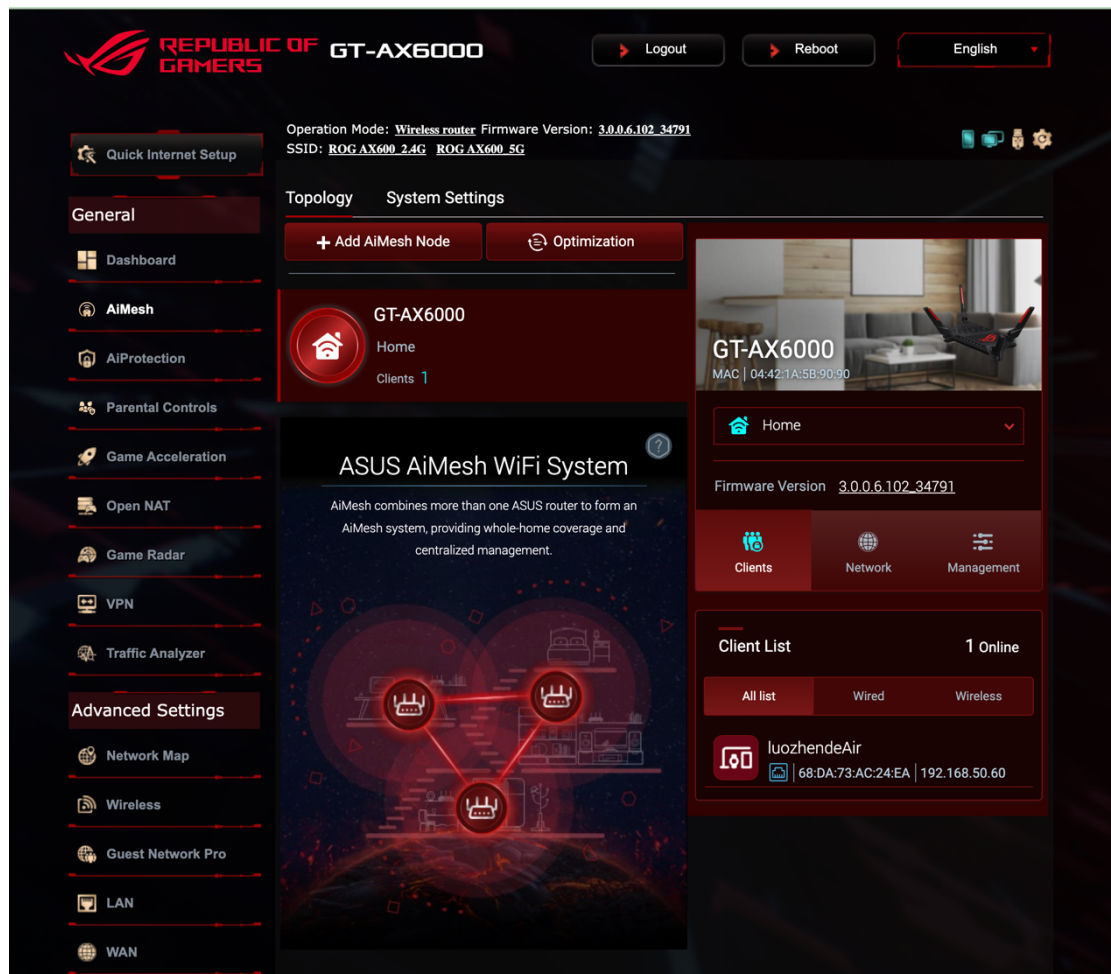 REPUBLIC OF
GAMERS
GT-AX6000
Logout
Reboot
English
Operation Mode: Wireless router Firmware Version: 3.0.0.6.102_34791
SSID: ROG AX600_2.4G ROG AX600_5G
Quick Internet Setup
General
Dashboard
AiMesh
AiProtection
Parental Controls
Game Acceleration
Open NAT
Game Radar
VPN
Traffic Analyzer
Advanced Settings
Network Map
Wireless
Guest Network Pro
LAN
WAN
Topology System Settings
+ Add AiMesh Node
Optimization
GT-AX6000
Home
Clients 1
?
ASUS AiMesh WiFi System
AiMesh combines more than one ASUS router to form an
AiMesh system, providing whole-home coverage and
centralized management.
GT-AX6000
MAC | 04:42:1A:5B:90:90
Home
Firmware Version 3.0.0.6.102_34791
Clients Network Management
Client List 1 Online
All list Wired Wireless
luozhendeAir
68:DA:73:AC:24:EA | 192.168.50.60